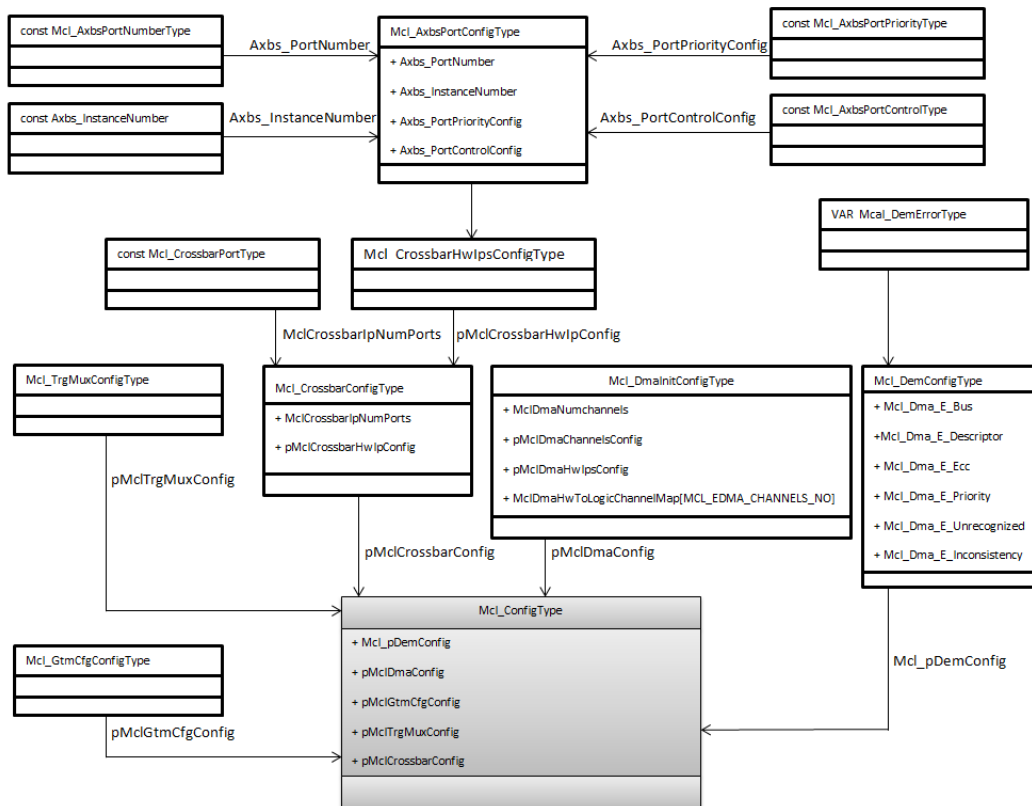 const Mcl_AxbsPortNumberType
Axbs_PortNumber
Mcl_AxbsPortConfigType
+ Axbs_PortNumber
+ Axbs_InstanceNumber
+ Axbs_PortPriorityConfig
+ Axbs_PortControlConfig
Axbs_PortPriorityConfig
const Mcl_AxbsPortPriorityType
const Axbs_InstanceNumber
Axbs_InstanceNumber
Axbs_PortControlConfig
const Mcl_AxbsPortControlType
VAR Mcal_DemErrorType
const Mcl_CrossbarPortType
Mcl_CrossbarHwIpsConfigType
MclCrossbarIpNumPorts
pMclCrossbarHwIpConfig
Mcl_TrgMuxConfigType
Mcl_CrossbarConfigType
+ MclCrossbarIpNumPorts
+ pMclCrossbarHwIpConfig
Mcl_DmaInitConfigType
+ MclDmaNumchannels
+ pMclDmaChannelsConfig
+ pMclDmaHwIpsConfig
+ MclDmaHwToLogicChannelMap[MCL_EDMA_CHANNELS_NO]
Mcl_DemConfigType
+ Mcl_Dma_E_Bus
+Mcl_Dma_E_Descriptor
+ Mcl_Dma_E_Ecc
+ Mcl_Dma_E_Priority
+ Mcl_Dma_E_Unrecognized
+ Mcl_Dma_E_Inconsistency
pMclTrgMuxConfig
pMclCrossbarConfig
pMclDmaConfig
Mcl_ConfigType
+ Mcl_pDemConfig
+ pMclDmaConfig
+ pMclGtmCfgConfig
+ pMclTrgMuxConfig
+ pMclCrossbarConfig
Mcl_GtmCfgConfigType
Mcl_pDemConfig
pMclGtmCfgConfig